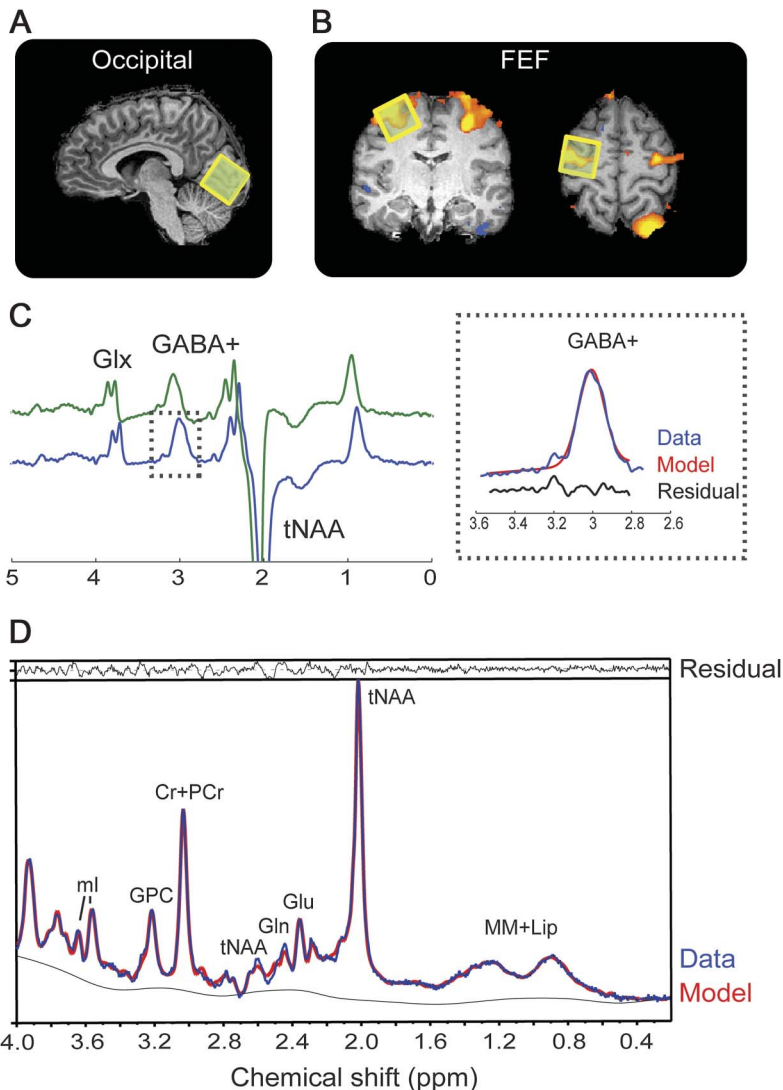 A
Occipital
B
FEF
C
Glx
GABA+
tNAA
5 4 3 2 1 0
GABA+
Data
Model
Residual
3.6 3.4 3.2 3 2.8 2.6
D
Residual
tNAA
Cr+PCr
mI
GPC
tNAA
Gln
Glu
MM+Lip
Data
Model
4.0 3.6 3.2 2.8 2.4 2.0 1.6 1.2 0.8 0.4
Chemical shift (ppm)